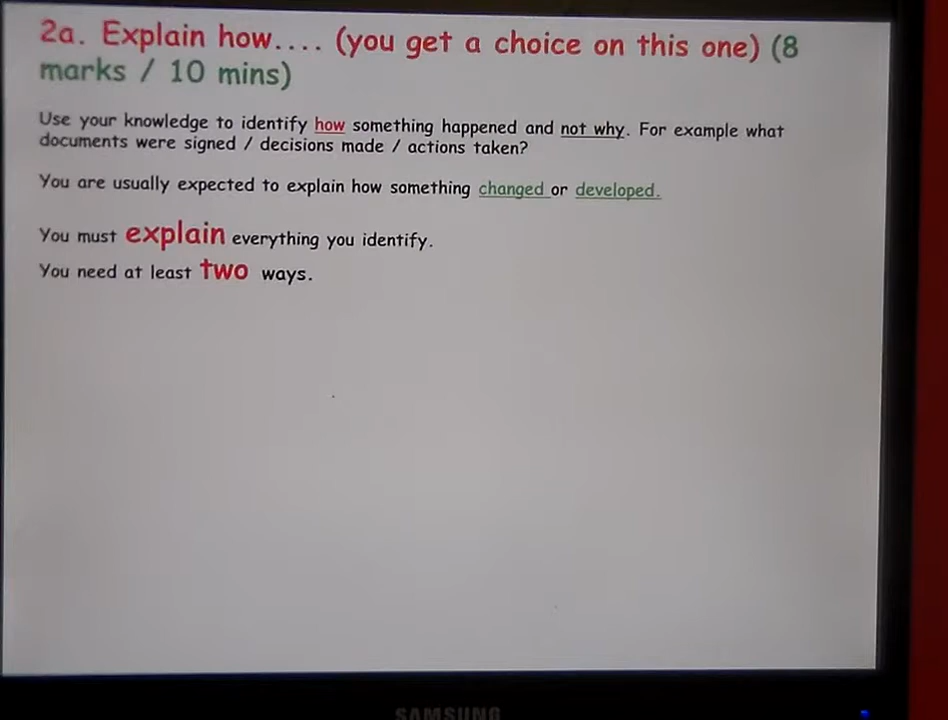 2a. Explain how.... (you get a choice on this one) (8
marks / 10 mins)
Use your knowledge to identify how something happened and not why. For example what
documents were signed / decisions made / actions taken?
You are usually expected to explain how something changed or developed.
You must explain everything you identify.
You need at least two ways.
SAMSUNG